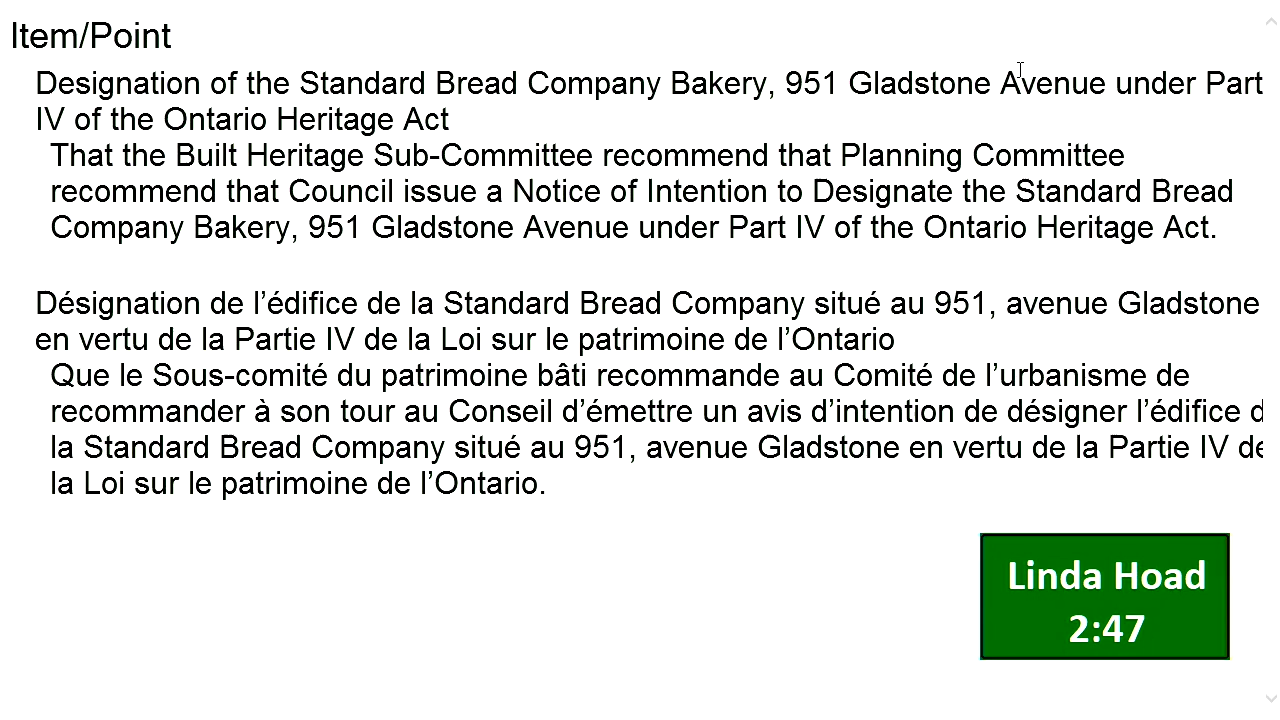 Item/Point
Designation of the Standard Bread Company Bakery, 951 Gladstone Avenue under Part
IV of the Ontario Heritage Act
That the Built Heritage Sub-Committee recommend that Planning Committee
recommend that Council issue a Notice of Intention to Designate the Standard Bread
Company Bakery, 951 Gladstone Avenue under Part IV of the Ontario Heritage Act.
Désignation de l’édifice de la Standard Bread Company situé au 951, avenue Gladstone
en vertu de la Partie IV de la Loi sur le patrimoine de l’Ontario
Que le Sous-comité du patrimoine bâti recommande au Comité de l’urbanisme de
recommander à son tour au Conseil d’émettre un avis d’intention de désigner l’édifice d
la Standard Bread Company situé au 951, avenue Gladstone en vertu de la Partie IV de
la Loi sur le patrimoine de l’Ontario.
Linda Hoad
2:47